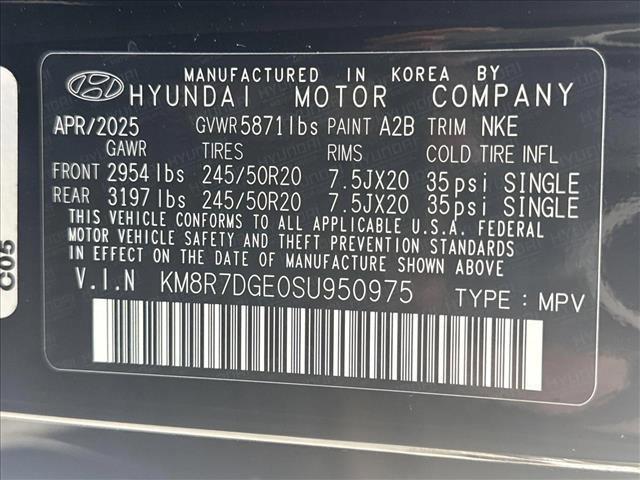 MANUFACTURED IN KOREA BY
HYUNDAI MOTOR COMPANY
APR/2025 GVWR 5871lbs PAINT A2B TRIM NKE
GAWR TIRES RIMS COLD TIRE INFL
FRONT 2954 lbs 245/50R20 7.5JX20 35psi SINGLE
REAR 3197 lbs 245/50R20 7.5JX20 35psi SINGLE
THIS VEHICLE CONFORMS TO ALL APPLICABLE U.S.A. FEDERAL
MOTOR VEHICLE SAFETY AND THEFT PREVENTION STANDARDS
IN EFFECT ON THE DATE OF MANUFACTURE SHOWN ABOVE
V.I.N KM8R7DGE0SU950975 TYPE : MPV
C05